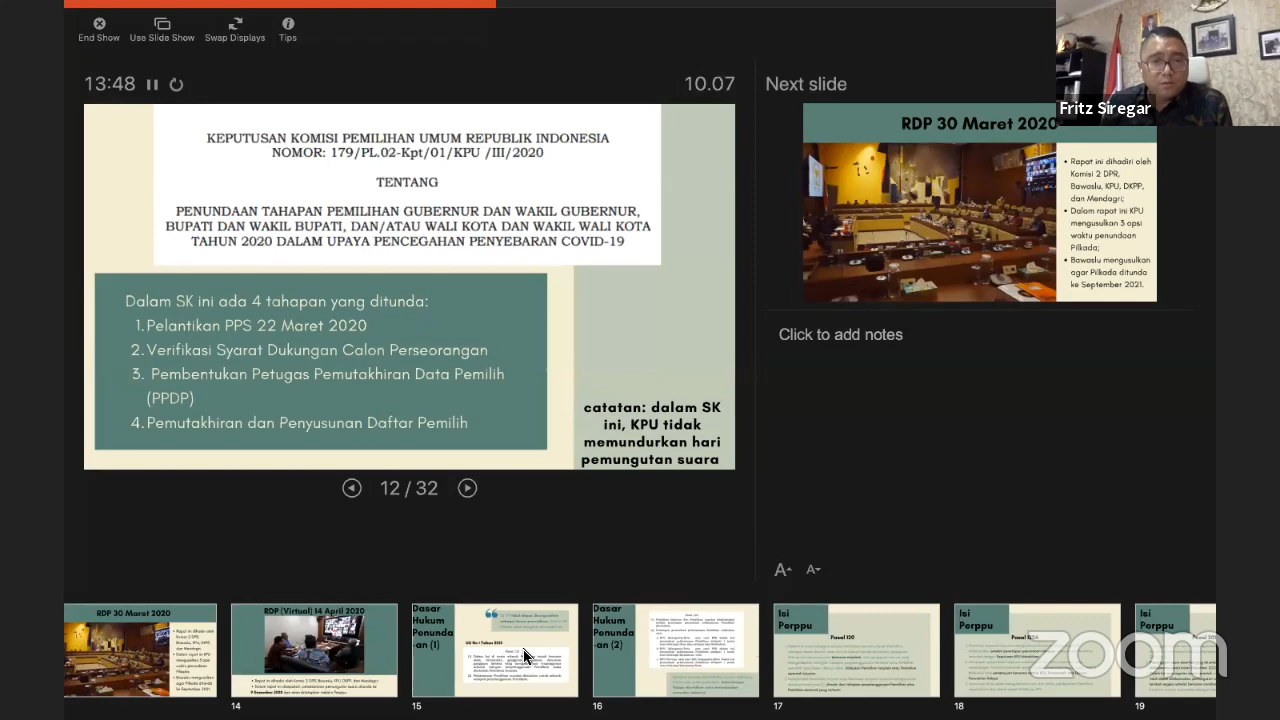 End Show
Use Slide Show
Swap Displays
Tips
13:48
10.07
Next slide
Fritz Siregar
KEPUTUSAN KOMISI PEMILIHAN UMUM REPUBLIK INDONESIA
NOMOR: 179/PL.02-Kpt/01/KPU /III/2020
TENTANG
PENUNDAAN TAHAPAN PEMILIHAN GUBERNUR DAN WAKIL GUBERNUR,
BUPATI DAN WAKIL BUPATI, DAN/ATAU WALI KOTA DAN WAKIL WALI KOTA
TAHUN 2020 DALAM UPAYA PENCEGAHAN PENYEBARAN COVID-19
Dalam SK ini ada 4 tahapan yang ditunda:
1. Pelantikan PPS 22 Maret 2020
2. Verifikasi Syarat Dukungan Calon Perseorangan
3. Pembentukan Petugas Pemutakhiran Data Pemilih
(PPDP)
4. Pemutakhiran dan Penyusunan Daftar Pemilih
catatan: dalam SK
ini, KPU tidak
memundurkan hari
pemungutan suara
12 / 32
RDP 30 Maret 2020
• Rapat ini dihadiri oleh
Komisi 2 DPR,
Bawaslu, KPU, DKPP,
dan Mendagri;
• Dalam rapat ini KPU
mengusulkan 3 opsi
waktu penundaan
Pilkada;
• Bawaslu mengusulkan
agar Pilkada ditunda
ke September 2021.
Click to add notes
A A
RDP 30 Maret 2020
RDP (Virtual) 14 April 2020
Dasar
Hukum
Penunda
an (1)
Dasar
Hukum
Penunda
-an (2)
Isi
Perppu
Pasal 120
Isi
Perppu
Isi
Perppu
14
15
16
17
18
19
zoom